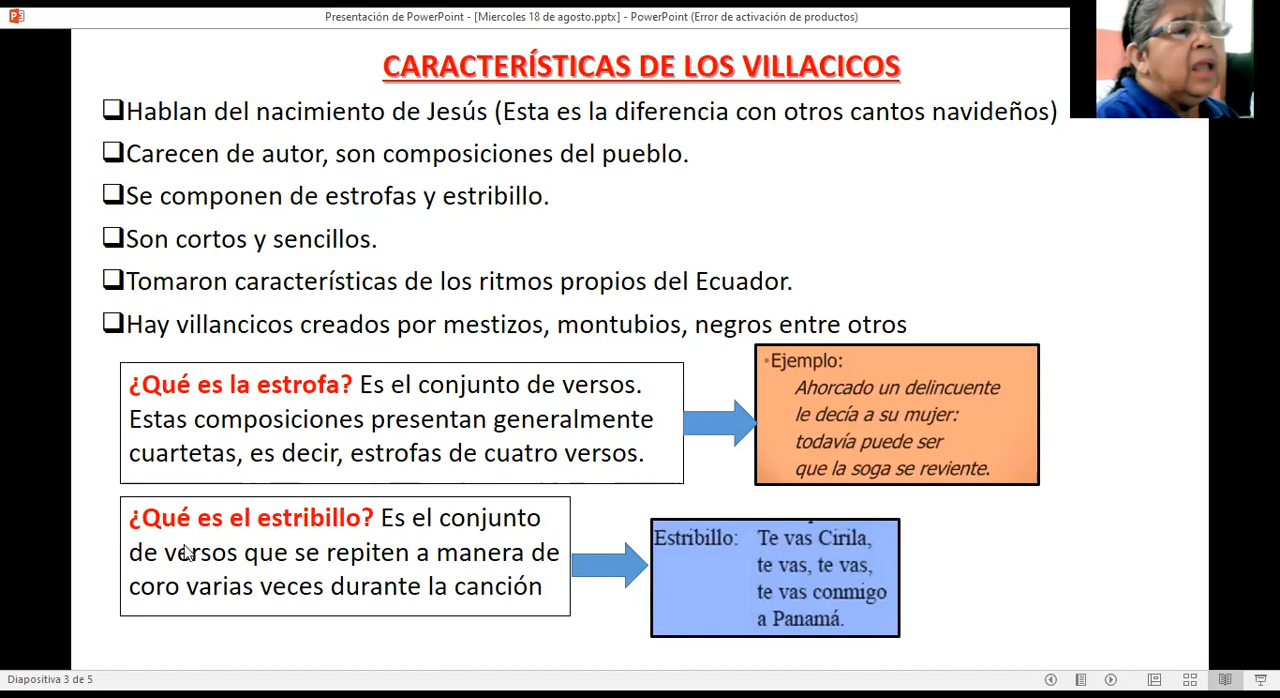 Presentación de PowerPoint - [Miercoles 18 de agosto.pptx] - PowerPoint (Error de activación de productos)
CARACTERÍSTICAS DE LOS VILLACICOS
Hablan del nacimiento de Jesús (Esta es la diferencia con otros cantos navideños)
Carecen de autor, son composiciones del pueblo.
Se componen de estrofas y estribillo.
Son cortos y sencillos.
Tomaron características de los ritmos propios del Ecuador.
Hay villancicos creados por mestizos, montubios, negros entre otros
¿Qué es la estrofa? Es el conjunto de versos.
Estas composiciones presentan generalmente
cuartetas, es decir, estrofas de cuatro versos.
Ejemplo:
Ahorcado un delincuente
le decía a su mujer:
todavía puede ser
que la soga se reviente.
¿Qué es el estribillo? Es el conjunto
de versos que se repiten a manera de
coro varias veces durante la canción
Estribillo: Te vas Cirila,
te vas, te vas,
te vas conmigo
a Panamá.
Diapositiva 3 de 5